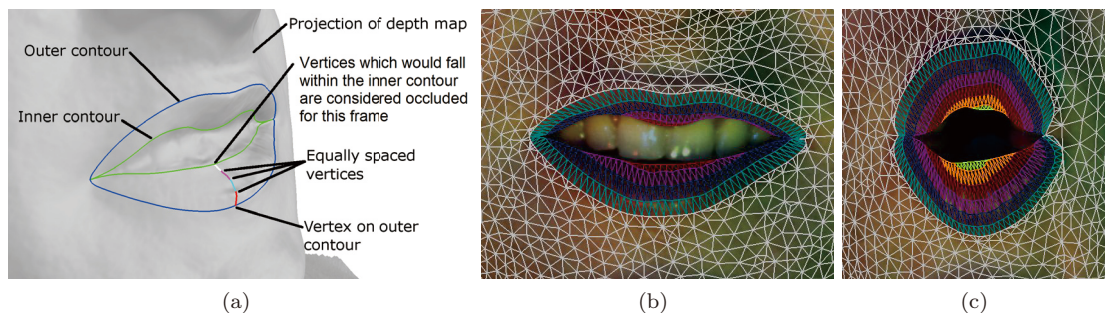 Projection of depth map
Outer contour
Vertices which would fall
within the inner contour
are considered occluded
for this frame
Inner contour
Equally spaced
vertices
Vertex on outer
contour
(a)
(b)
(c)